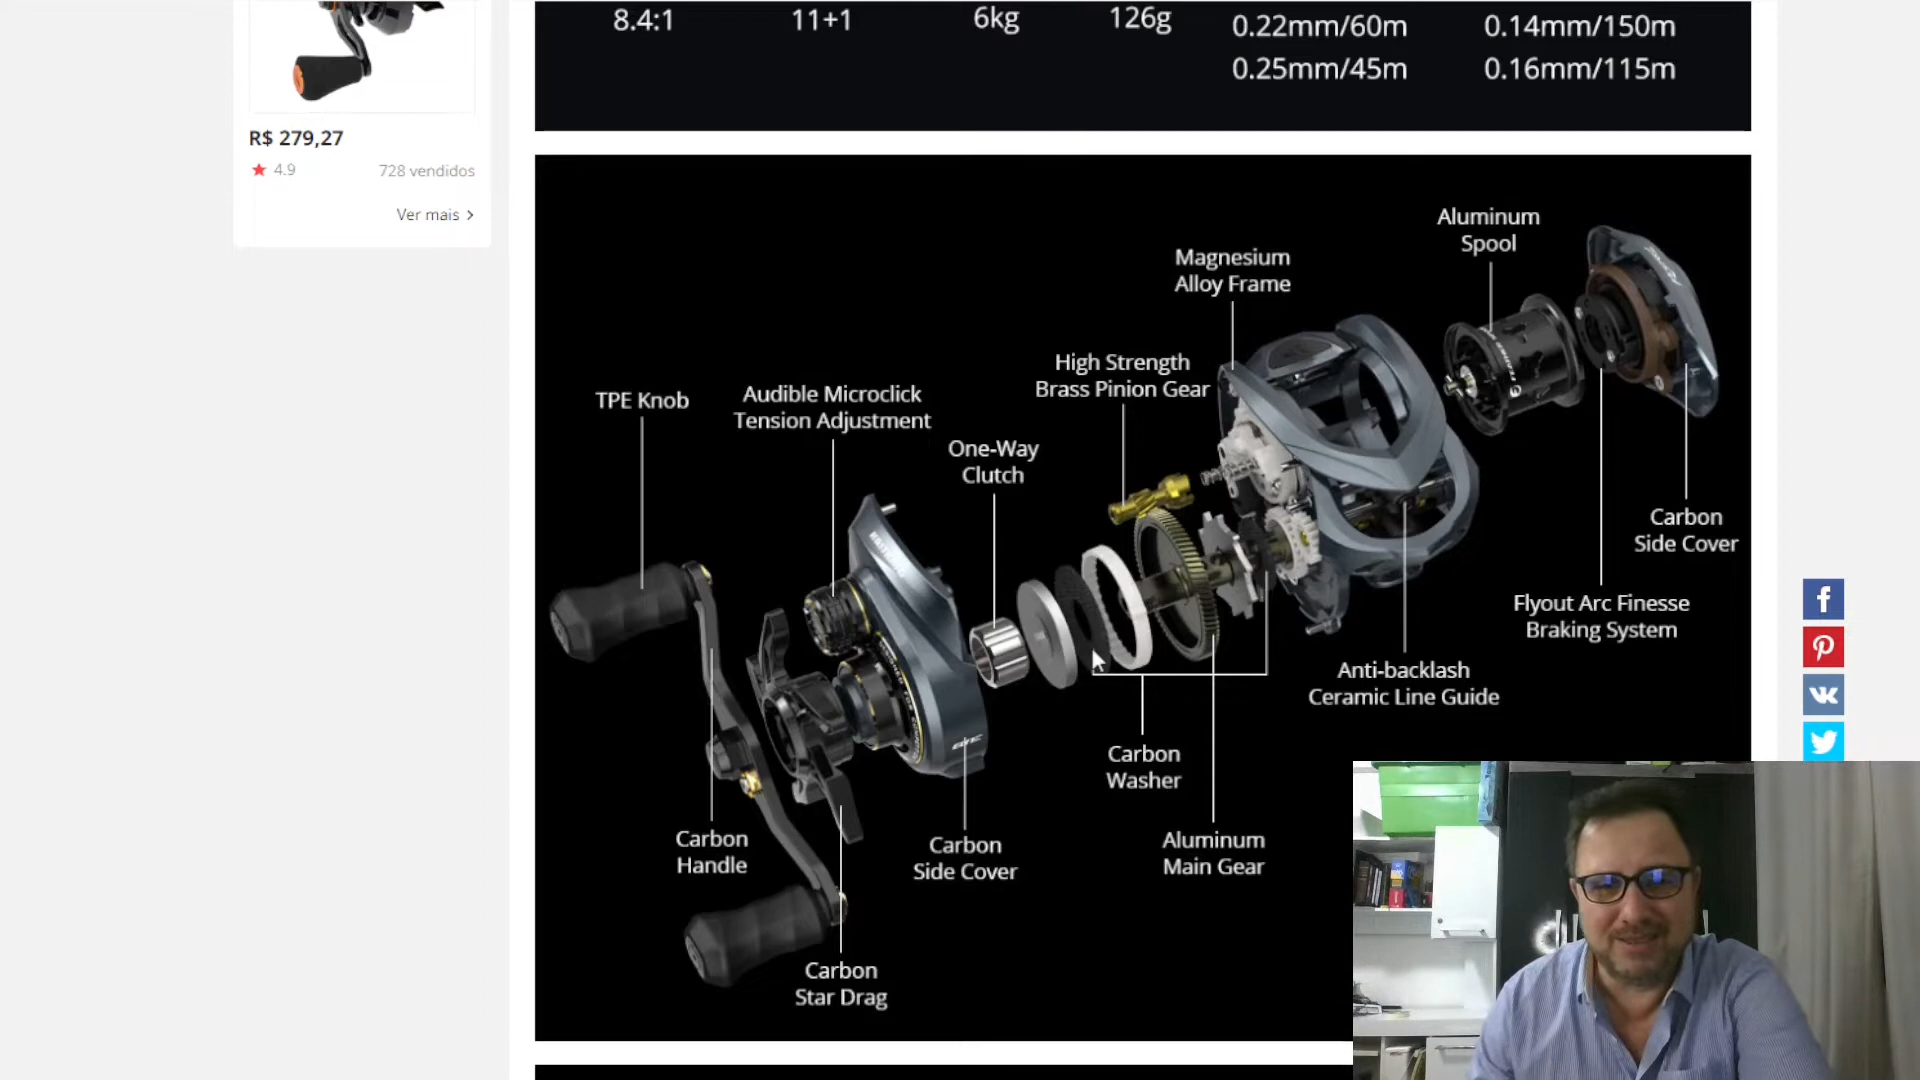 8.4:1
11+1
6kg
126g
0.22mm/60m
0.25mm/45m
0.14mm/150m
0.16mm/115m
R$ 279,27
4.9
728 vendidos
Ver mais
Aluminum
Spool
Magnesium
Alloy Frame
High Strength
Brass Pinion Gear
TPE Knob
Audible Microclick
Tension Adjustment
One-Way
Clutch
Carbon
Side Cover
Flyout Arc Finesse
Braking System
Anti-backlash
Ceramic Line Guide
Carbon
Washer
Aluminum
Main Gear
Carbon
Handle
Carbon
Side Cover
Carbon
Star Drag